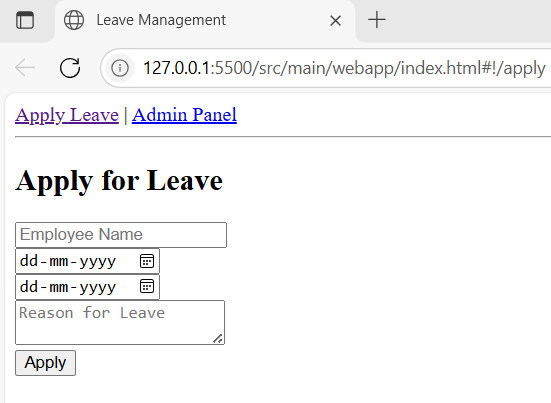 Leave Management
127.0.0.1:5500/src/main/webapp/index.html#!/apply
Apply Leave | Admin Panel
Apply for Leave
Employee Name
dd-mm-yyyy
dd-mm-yyyy
Reason for Leave
Apply